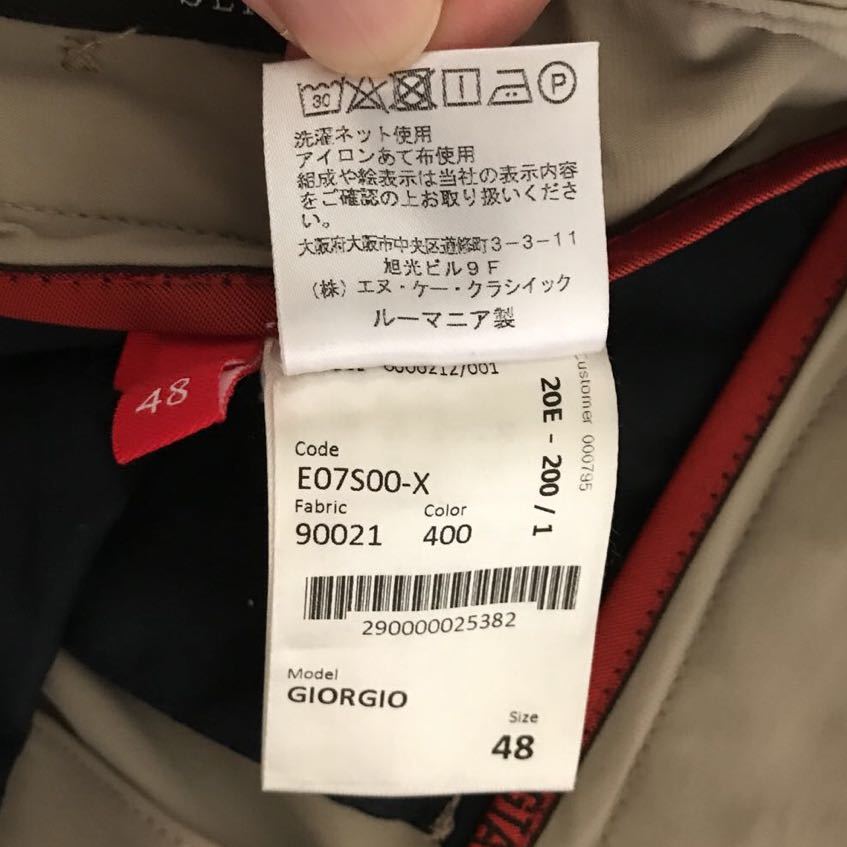 30
P
洗濯ネット使用
アイロンあて布使用
組成や絵表示は当社の表示内容
をご確認の上お取り扱いくださ
い。
大阪府大阪市中央区道修町3-3-11
旭光ビル9F
(株)エヌ・ケー・クラシイック
ルーマニア製
48
0000212/001
20E - 200 / 1
Customer 000795
Code
E07S00-X
Fabric
Color
90021
400
290000025382
Model
GIORGIO
Size
48